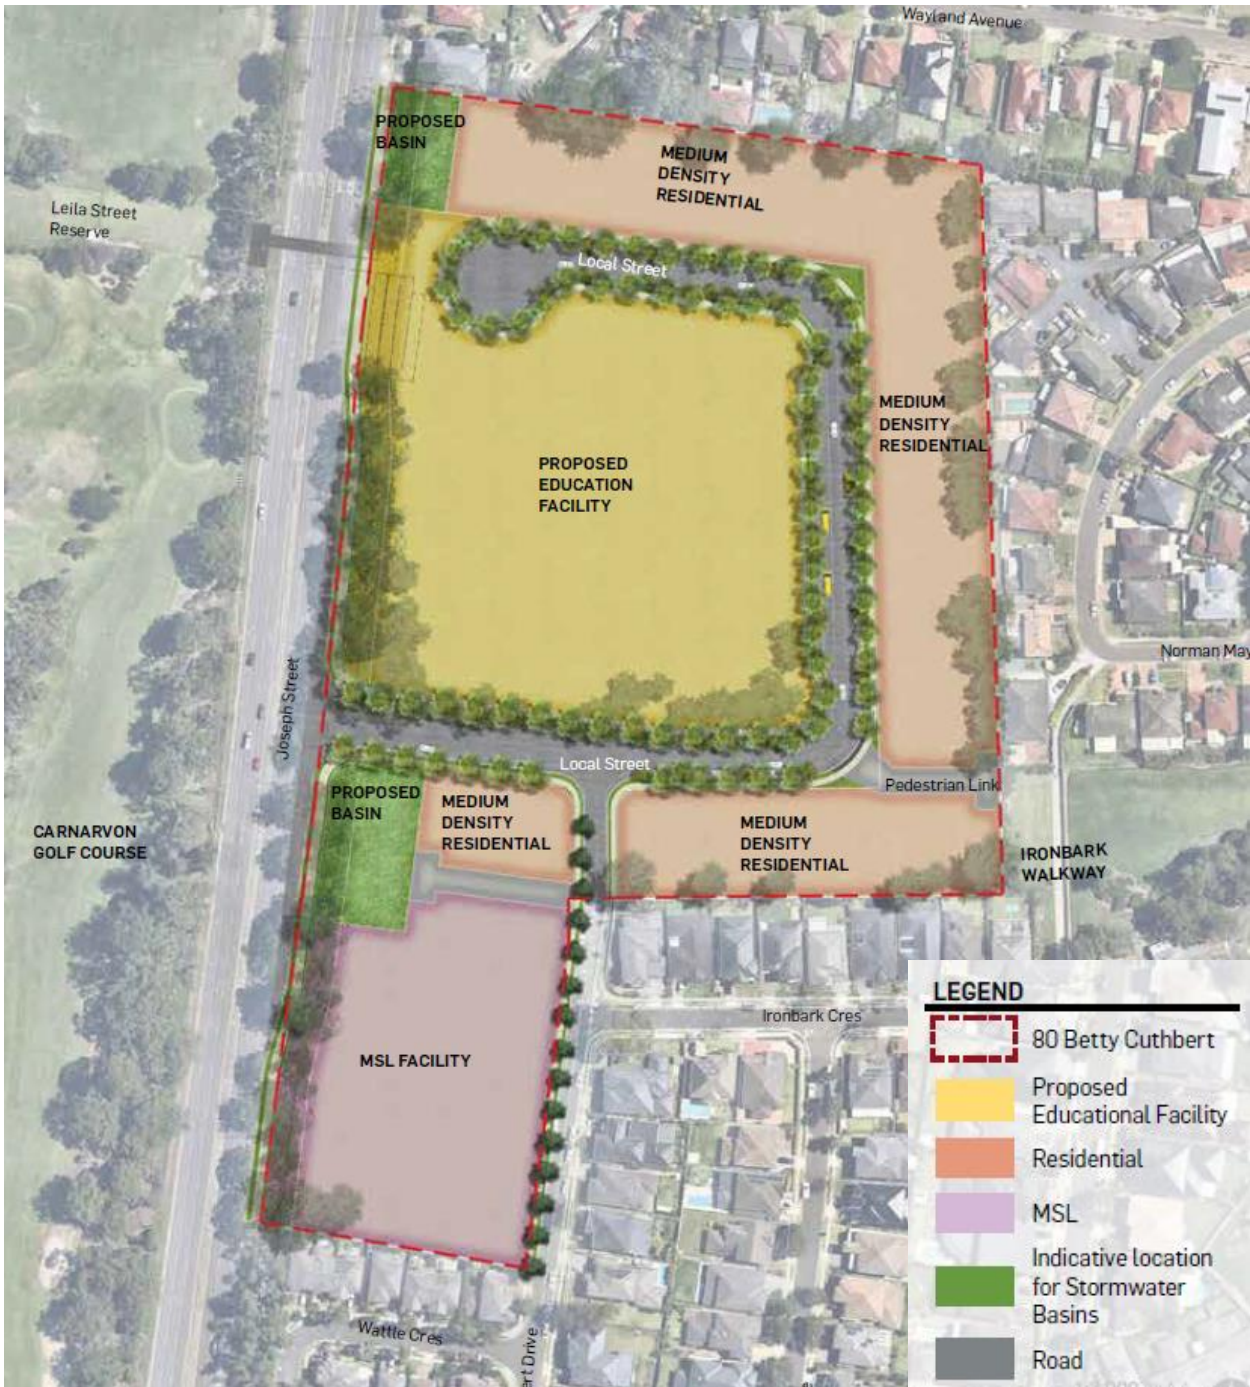 Wayland Avenue
PROPOSED
BASIN
MEDIUM
DENSITY
RESIDENTIAL
Leila Street
Reserve
Local Street
MEDIUM
DENSITY
RESIDENTIAL
PROPOSED
EDUCATION
FACILITY
Norman May
Joseph Street
Local Street
Pedestrian Link
PROPOSED
BASIN
MEDIUM
DENSITY
RESIDENTIAL
MEDIUM
DENSITY
RESIDENTIAL
CARNARVON
GOLF COURSE
IRONBARK
WALKWAY
Ironbark Cres
MSL FACILITY
Wattle Cres
rt Drive
LEGEND
80 Betty Cuthbert
Proposed
Educational Facility
Residential
MSL
Indicative location
for Stormwater
Basins
Road